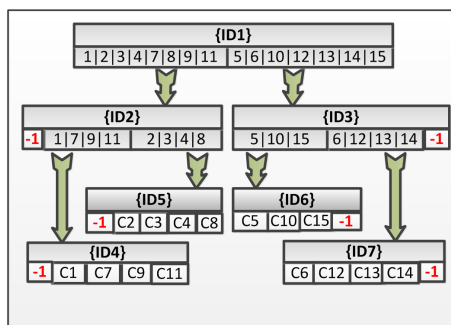 {ID1}
1|2|3|4|7|8|9|11 5|6|10|12|13|14|15
{ID2} {ID3}
-1 1|7|9|11 2|3|4|8 5|10|15 6|12|13|14 -1
{ID5} {ID6}
-1 C2 C3 C4 C8 C5 C10 C15 -1
{ID4} {ID7}
-1 C1 C7 C9 C11 C6 C12 C13 C14 -1